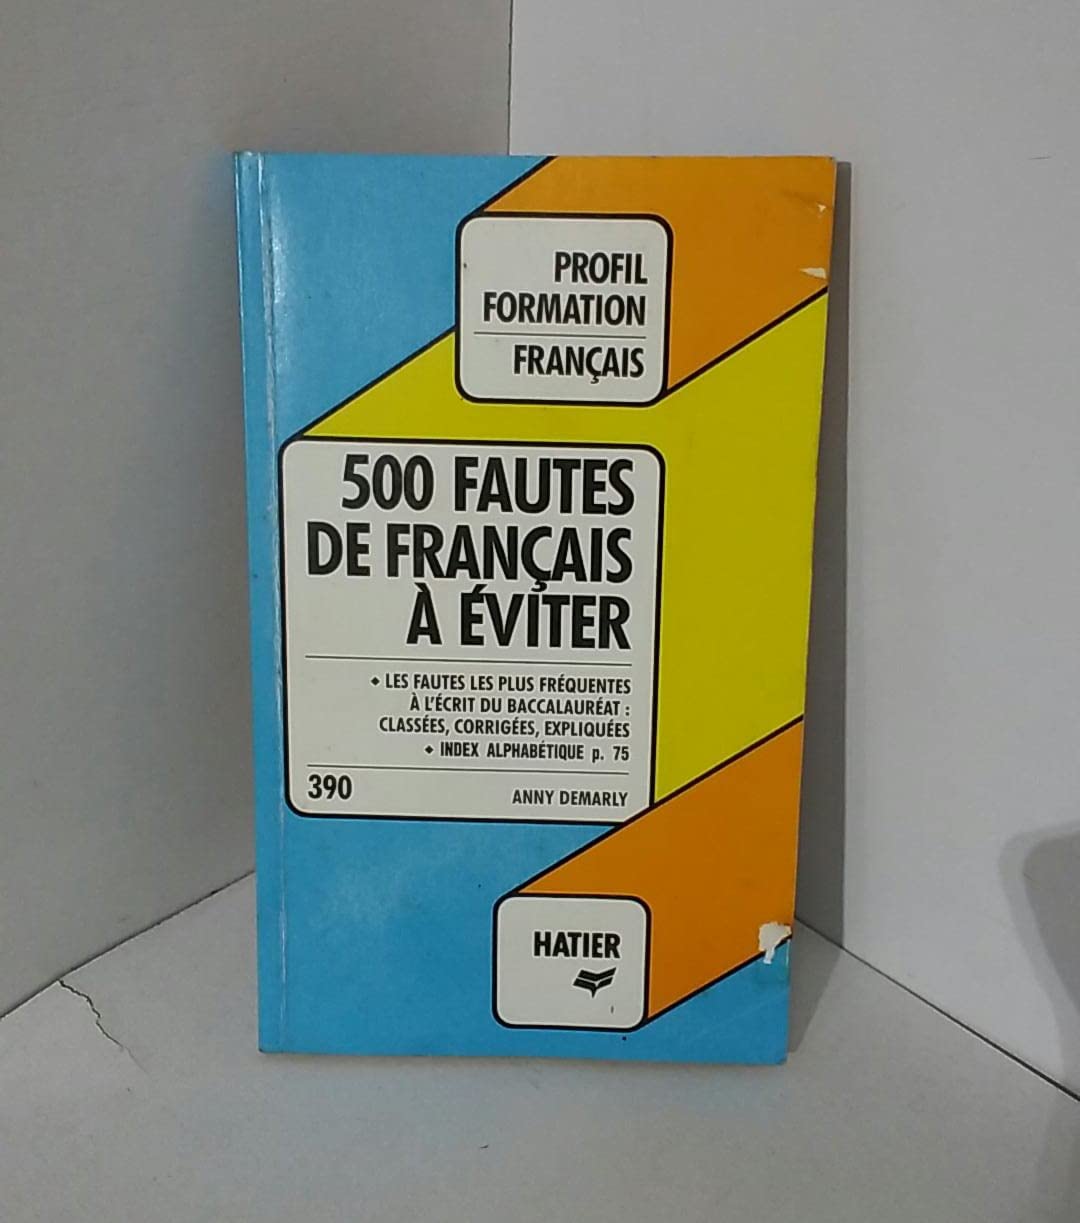 PROFIL
FORMATION
FRANÇAIS
500 FAUTES
DE FRANÇAIS
À ÉVITER
◆ LES FAUTES LES PLUS FRÉQUENTES
À L'ÉCRIT DU BACCALAURÉAT :
CLASSÉES, CORRIGÉES, EXPLIQUÉES
◆ INDEX ALPHABÉTIQUE p. 75
390
ANNY DEMARLY
HATIER